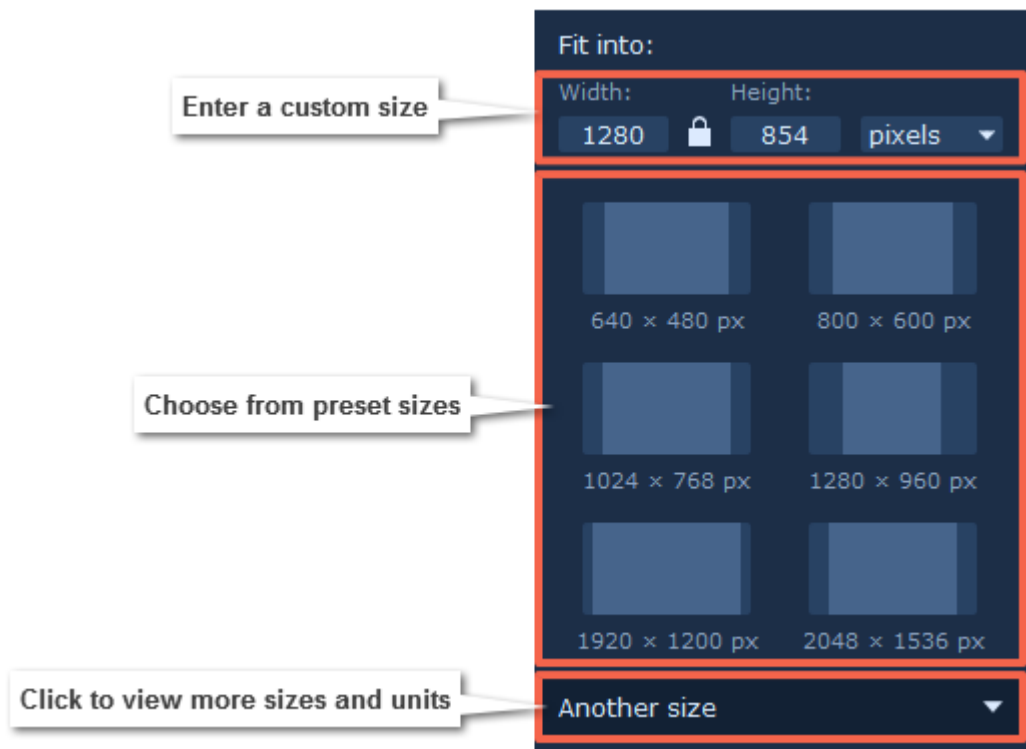 Fit into:
Enter a custom size
Width: Height:
1280 854 pixels
640 × 480 px 800 × 600 px
Choose from preset sizes
1024 × 768 px 1280 × 960 px
1920 × 1200 px 2048 × 1536 px
Click to view more sizes and units
Another size